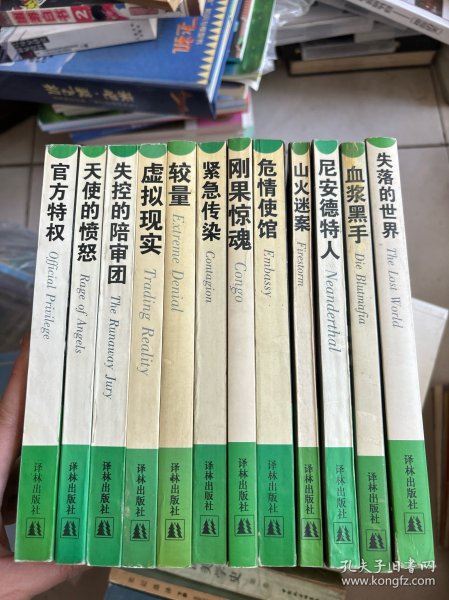 官方特权
Official Privilege
译林出版社
天使的愤怒
Rage of Angels
译林出版社
失控的陪审团
The Runaway Jury
译林出版社
虚拟现实
Trading Reality
译林出版社
较量
Extreme Denial
译林出版社
紧急传染
Contagion
译林出版社
刚果惊魂
Congo
译林出版社
危情使馆
Embassy
译林出版社
山火迷案
Firestorm
译林出版社
尼安德特人
Neanderthal
译林出版社
血浆黑手
Die Blumafia
译林出版社
失落的世界
The Lost World
译林出版社
孔夫子旧书网
kongfz.com